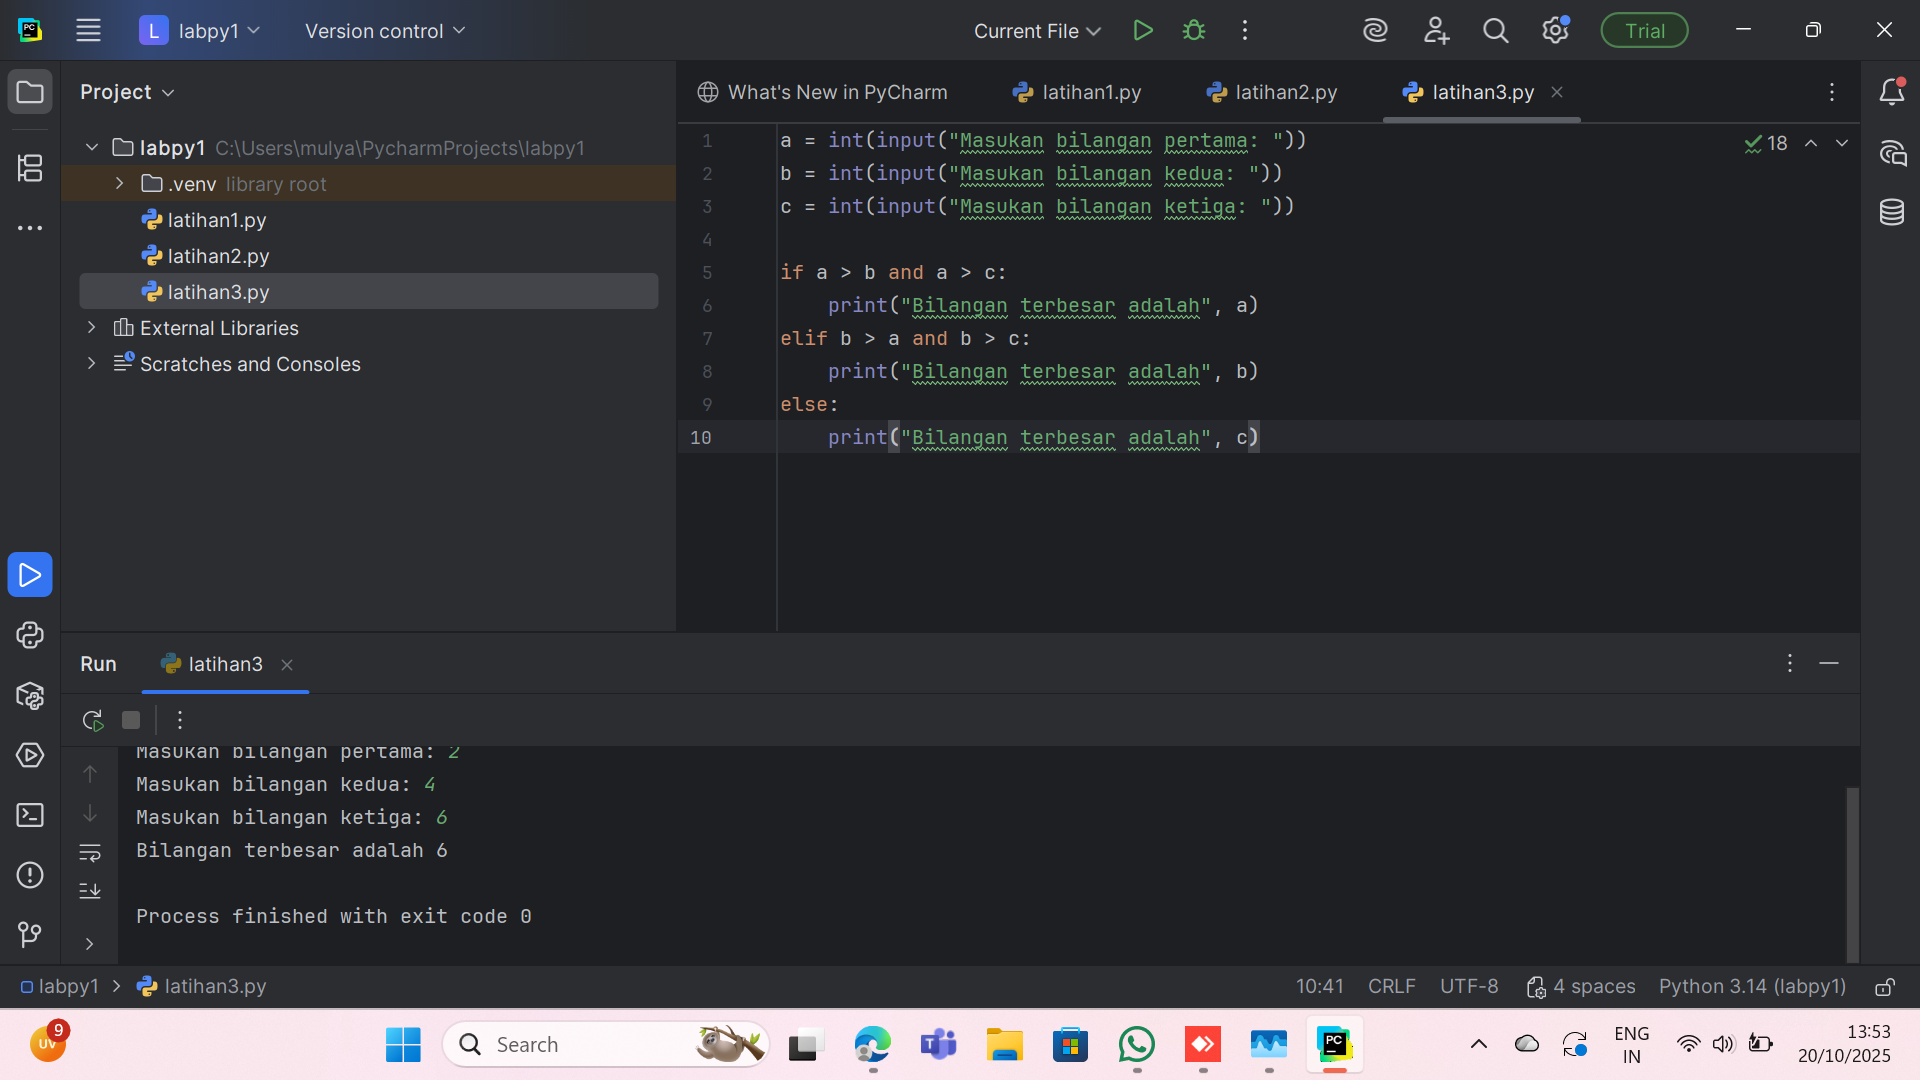 PC
L labpy1 Version control Current File Trial
Project
What's New in PyCharm latihan1.py latihan2.py latihan3.py
labpy1 C:\Users\mulya\PycharmProjects\labpy1
.venv library root
latihan1.py
latihan2.py
latihan3.py
External Libraries
Scratches and Consoles
18
1 a = int(input("Masukan bilangan pertama: "))
2 b = int(input("Masukan bilangan kedua: "))
3 c = int(input("Masukan bilangan ketiga: "))
4
5 if a > b and a > c:
6     print("Bilangan terbesar adalah", a)
7 elif b > a and b > c:
8     print("Bilangan terbesar adalah", b)
9 else:
10     print("Bilangan terbesar adalah", c)
Run latihan3
Masukan bilangan pertama: 2
Masukan bilangan kedua: 4
Masukan bilangan ketiga: 6
Bilangan terbesar adalah 6
Process finished with exit code 0
labpy1 > latihan3.py 10:41 CRLF UTF-8 4 spaces Python 3.14 (labpy1)
UV 9
Search
T
PC
ENG
IN
13:53
20/10/2025